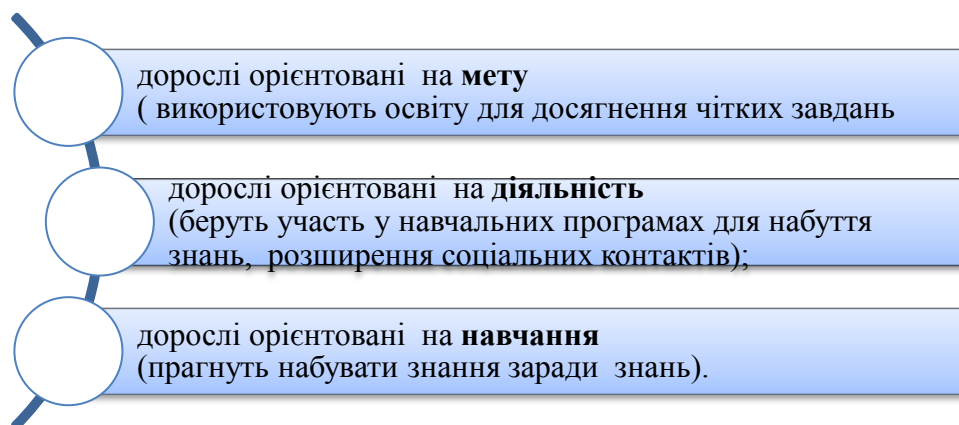 дорослі орієнтовані  на мету
( використовують освіту для досягнення чітких завдань
дорослі орієнтовані  на діяльність
(беруть участь у навчальних програмах для набуття
знань,  розширення соціальних контактів);
дорослі орієнтовані  на навчання
(прагнуть набувати знання заради  знань).